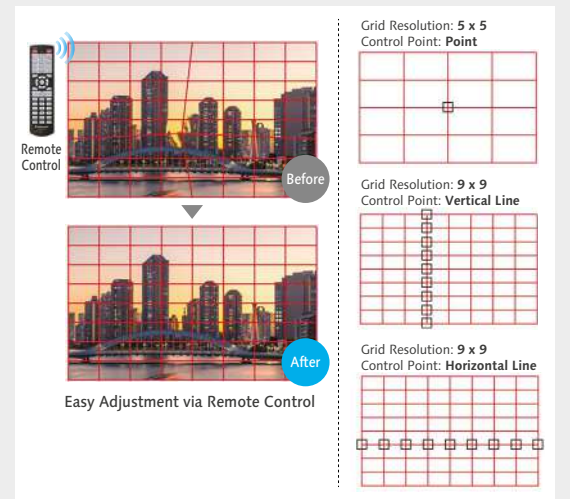 Remote
Control
Before
After
Easy Adjustment via Remote Control
Grid Resolution: 5 x 5
Control Point: Point
Grid Resolution: 9 x 9
Control Point: Vertical Line
Grid Resolution: 9 x 9
Control Point: Horizontal Line